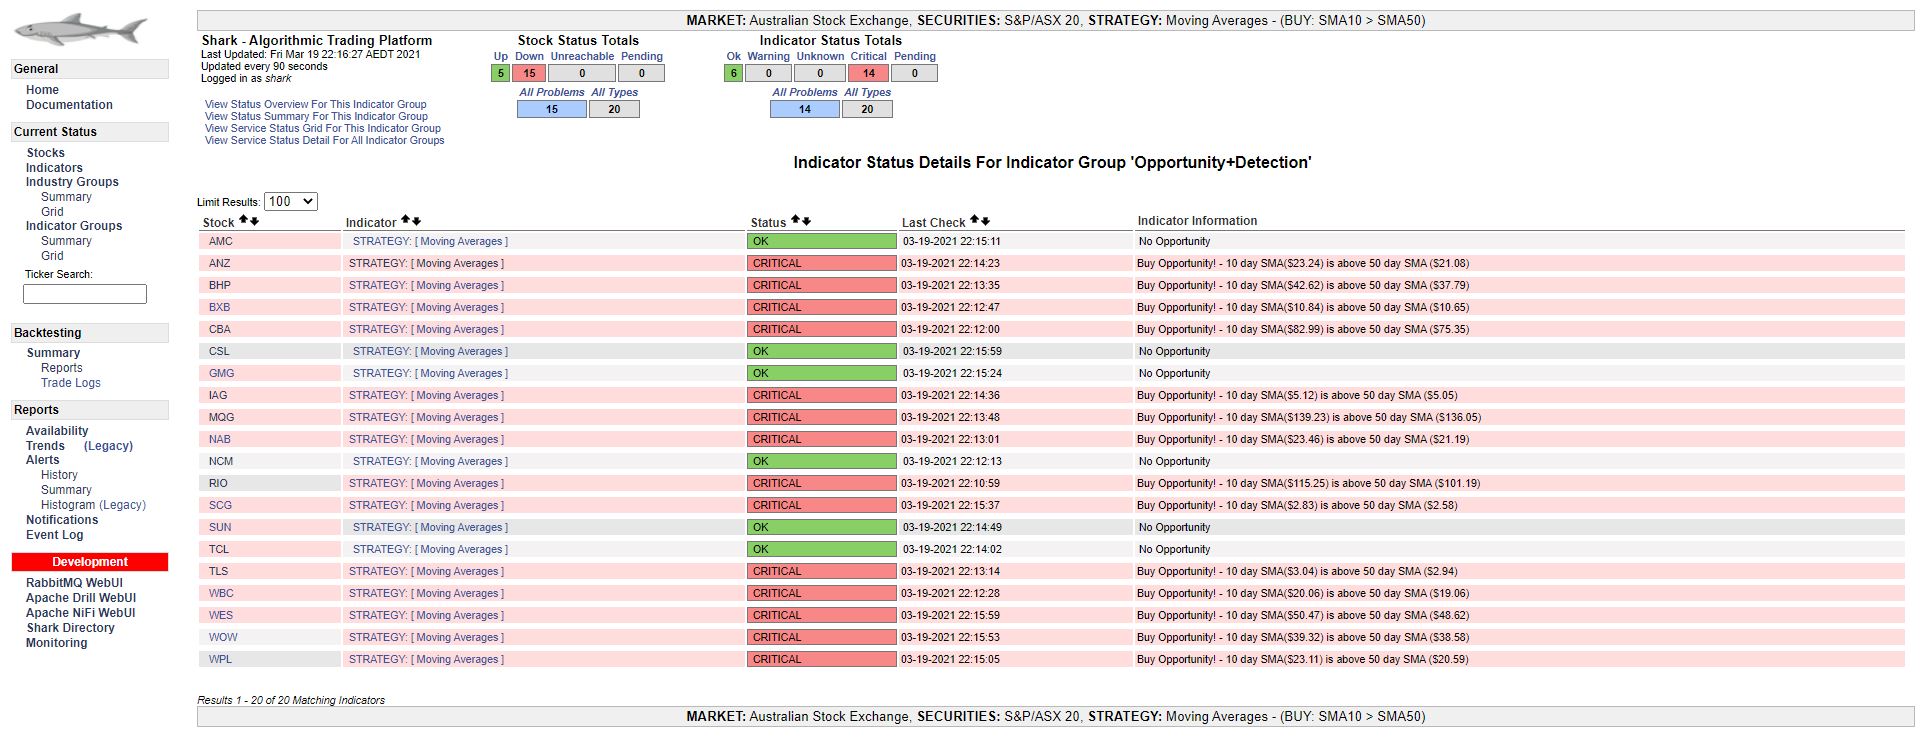 MARKET: Australian Stock Exchange, SECURITIES: S&P/ASX 20, STRATEGY: Moving Averages - (BUY: SMA10 > SMA50)
General
Home
Documentation
Current Status
Stocks
Indicators
Industry Groups
Summary
Grid
Indicator Groups
Summary
Grid
Ticker Search:
Backtesting
Summary
Reports
Trade Logs
Reports
Availability
Trends (Legacy)
Alerts
History
Summary
Histogram (Legacy)
Notifications
Event Log
Development
RabbitMQ WebUI
Apache Drill WebUI
Apache NiFi WebUI
Shark Directory
Monitoring
Shark - Algorithmic Trading Platform
Last Updated: Fri Mar 19 22:16:27 AEDT 2021
Updated every 90 seconds
Logged in as shark
View Status Overview For This Indicator Group
View Status Summary For This Indicator Group
View Service Status Grid For This Indicator Group
View Service Status Detail For All Indicator Groups
Stock Status Totals
Up Down Unreachable Pending
5 15 0 0
All Problems All Types
15 20
Indicator Status Totals
Ok Warning Unknown Critical Pending
6 0 0 14 0
All Problems All Types
14 20
Indicator Status Details For Indicator Group 'Opportunity+Detection'
Limit Results: 100
Stock Indicator Status Last Check Indicator Information
AMC STRATEGY: [ Moving Averages ] OK 03-19-2021 22:15:11 No Opportunity
ANZ STRATEGY: [ Moving Averages ] CRITICAL 03-19-2021 22:14:23 Buy Opportunity! - 10 day SMA($23.24) is above 50 day SMA ($21.08)
BHP STRATEGY: [ Moving Averages ] CRITICAL 03-19-2021 22:13:35 Buy Opportunity! - 10 day SMA($42.62) is above 50 day SMA ($37.79)
BXB STRATEGY: [ Moving Averages ] CRITICAL 03-19-2021 22:12:47 Buy Opportunity! - 10 day SMA($10.84) is above 50 day SMA ($10.65)
CBA STRATEGY: [ Moving Averages ] CRITICAL 03-19-2021 22:12:00 Buy Opportunity! - 10 day SMA($82.99) is above 50 day SMA ($75.35)
CSL STRATEGY: [ Moving Averages ] OK 03-19-2021 22:15:59 No Opportunity
GMG STRATEGY: [ Moving Averages ] OK 03-19-2021 22:15:24 No Opportunity
IAG STRATEGY: [ Moving Averages ] CRITICAL 03-19-2021 22:14:36 Buy Opportunity! - 10 day SMA($5.12) is above 50 day SMA ($5.05)
MQG STRATEGY: [ Moving Averages ] CRITICAL 03-19-2021 22:13:48 Buy Opportunity! - 10 day SMA($139.23) is above 50 day SMA ($136.05)
NAB STRATEGY: [ Moving Averages ] CRITICAL 03-19-2021 22:13:01 Buy Opportunity! - 10 day SMA($23.46) is above 50 day SMA ($21.19)
NCM STRATEGY: [ Moving Averages ] OK 03-19-2021 22:12:13 No Opportunity
RIO STRATEGY: [ Moving Averages ] CRITICAL 03-19-2021 22:10:59 Buy Opportunity! - 10 day SMA($115.25) is above 50 day SMA ($101.19)
SCG STRATEGY: [ Moving Averages ] CRITICAL 03-19-2021 22:15:37 Buy Opportunity! - 10 day SMA($2.83) is above 50 day SMA ($2.58)
SUN STRATEGY: [ Moving Averages ] OK 03-19-2021 22:14:49 No Opportunity
TCL STRATEGY: [ Moving Averages ] OK 03-19-2021 22:14:02 No Opportunity
TLS STRATEGY: [ Moving Averages ] CRITICAL 03-19-2021 22:13:14 Buy Opportunity! - 10 day SMA($3.04) is above 50 day SMA ($2.94)
WBC STRATEGY: [ Moving Averages ] CRITICAL 03-19-2021 22:12:28 Buy Opportunity! - 10 day SMA($20.06) is above 50 day SMA ($19.06)
WES STRATEGY: [ Moving Averages ] CRITICAL 03-19-2021 22:15:59 Buy Opportunity! - 10 day SMA($50.47) is above 50 day SMA ($48.62)
WOW STRATEGY: [ Moving Averages ] CRITICAL 03-19-2021 22:15:53 Buy Opportunity! - 10 day SMA($39.32) is above 50 day SMA ($38.58)
WPL STRATEGY: [ Moving Averages ] CRITICAL 03-19-2021 22:15:05 Buy Opportunity! - 10 day SMA($23.11) is above 50 day SMA ($20.59)
Results 1 - 20 of 20 Matching Indicators
MARKET: Australian Stock Exchange, SECURITIES: S&P/ASX 20, STRATEGY: Moving Averages - (BUY: SMA10 > SMA50)